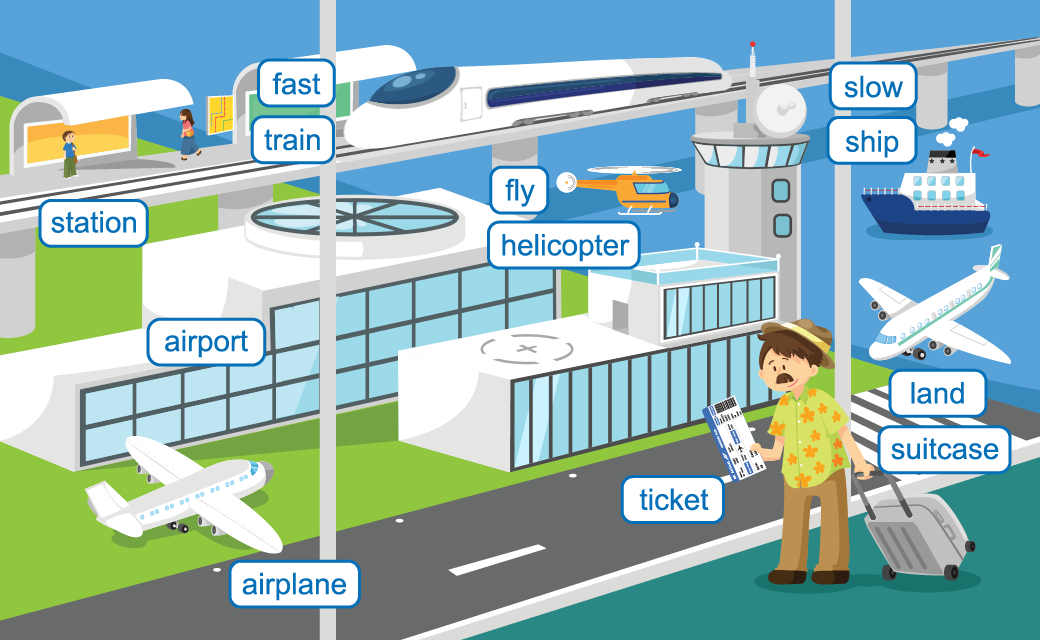 fast
train
station
airport
airplane
fly
helicopter
ticket
slow
ship
land
suitcase